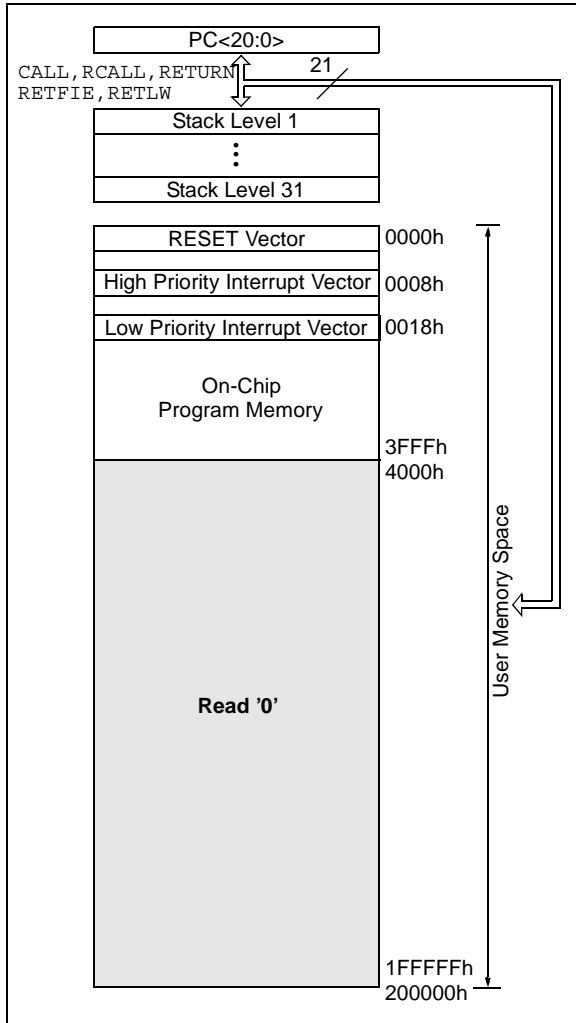 PC<20:0>
CALL,RCALL,RETURN
RETFIE,RETLW
21
Stack Level 1
Stack Level 31
RESET Vector
0000h
High Priority Interrupt Vector
0008h
Low Priority Interrupt Vector
0018h
On-Chip
Program Memory
3FFFh
4000h
User Memory Space
Read '0'
1FFFFFh
200000h